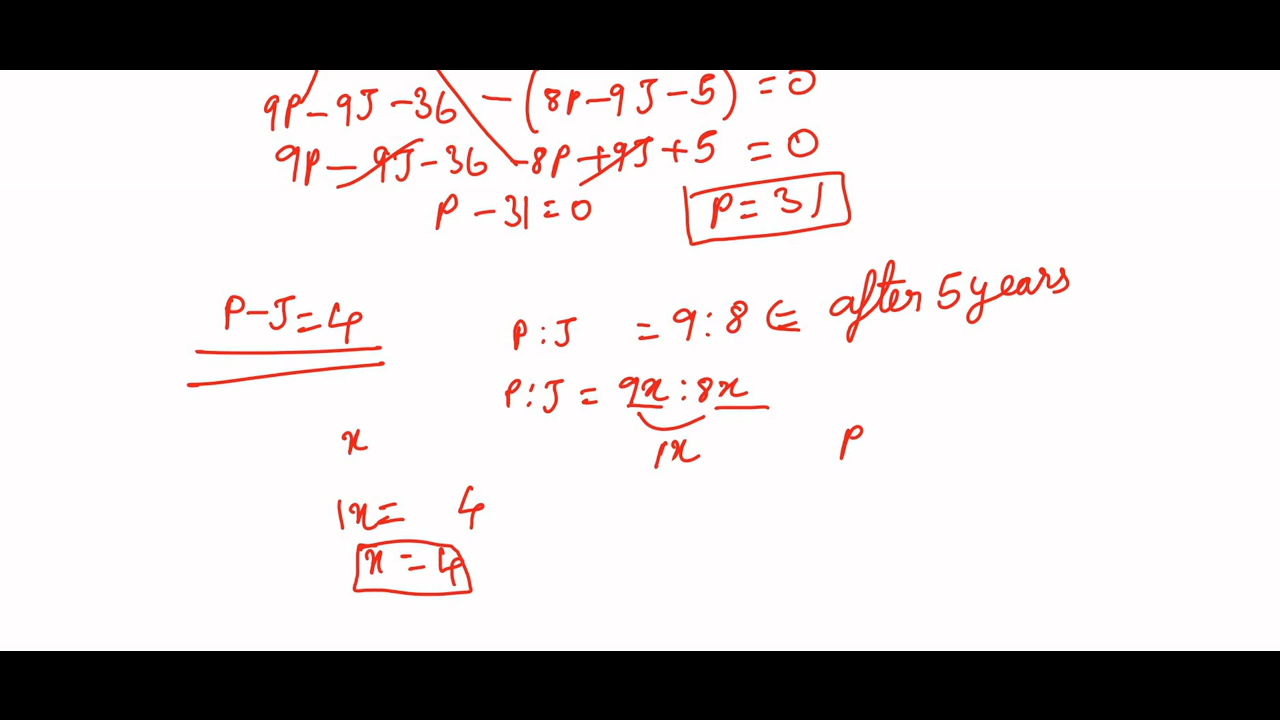 9P - 9J - 36 - (8P - 9J - 5) = 0
9P - 9J - 36 - 8P + 9J + 5 = 0
P - 31 = 0 P = 31
P - J = 4 P : J = 9 : 8 ∈ after 5 years
P : J = 9x : 8x
x 1x P
1x = 4
x = 4